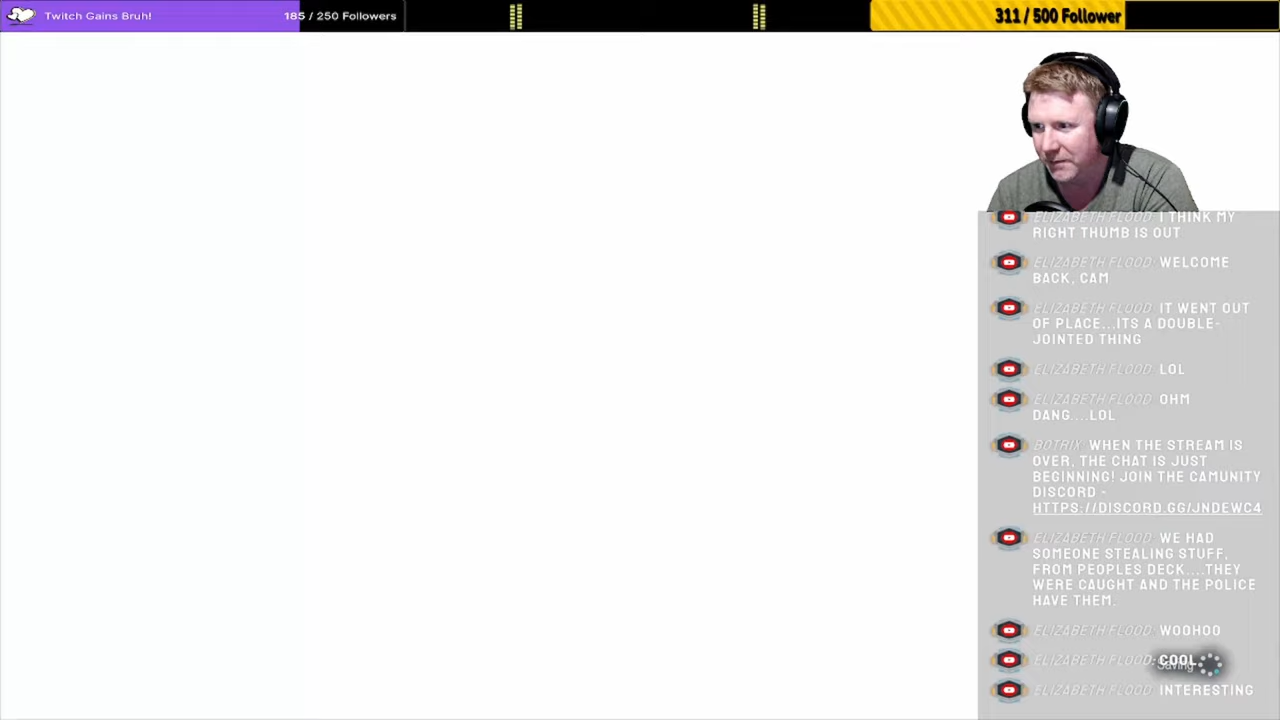 Twitch Gains Bruh!
185 / 250 Followers
311 / 500 Follower
ELIZABETH FLOOD: I THINK MY
RIGHT THUMB IS OUT
ELIZABETH FLOOD: WELCOME
BACK, CAM
ELIZABETH FLOOD: IT WENT OUT
OF PLACE...ITS A DOUBLE-
JOINTED THING
ELIZABETH FLOOD: LOL
ELIZABETH FLOOD: OHM
DANG....LOL
BOTRIX: WHEN THE STREAM IS
OVER, THE CHAT IS JUST
BEGINNING! JOIN THE CAMUNITY
DISCORD -
HTTPS://DISCORD.GG/JNDEWC4
ELIZABETH FLOOD: WE HAD
SOMEONE STEALING STUFF,
FROM PEOPLES DECK....THEY
WERE CAUGHT AND THE POLICE
HAVE THEM.
ELIZABETH FLOOD: WOOHOO
ELIZABETH FLOOD: COOL
Saving
ELIZABETH FLOOD: INTERESTING